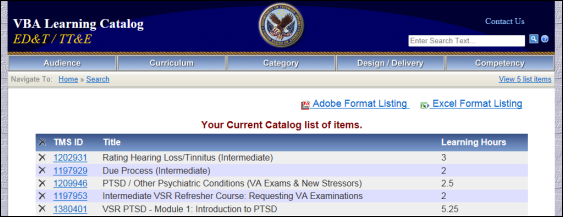 VBA Learning Catalog
ED&T / TT&E
Contact Us
Enter Search Text
Audience Curriculum Category Design / Delivery Competency
Navigate To: Home » Search View 5 list items
Adobe Format Listing Excel Format Listing
Your Current Catalog list of items.
TMS ID Title Learning Hours
1202931 Rating Hearing Loss/Tinnitus (Intermediate) 3
1197929 Due Process (Intermediate) 2
1209946 PTSD / Other Psychiatric Conditions (VA Exams & New Stressors) 2.5
1197953 Intermediate VSR Refresher Course: Requesting VA Examinations 2
1380401 VSR PTSD - Module 1: Introduction to PTSD 5.25